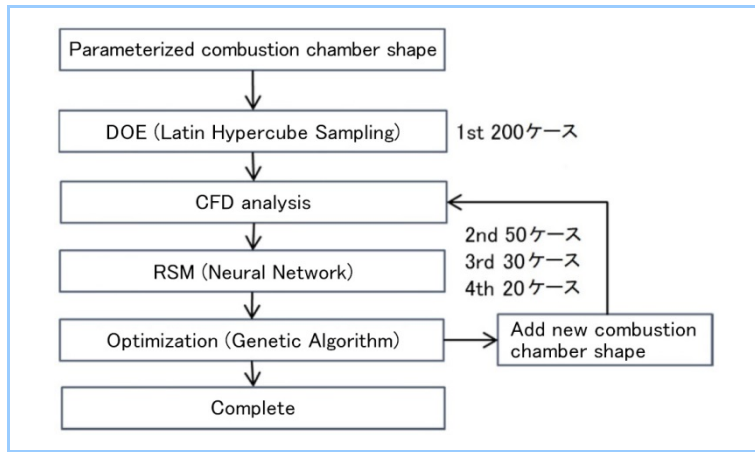 Parameterized combustion chamber shape
DOE (Latin Hypercube Sampling)
1st 200ケース
CFD analysis
2nd 50ケース
3rd 30ケース
4th 20ケース
RSM (Neural Network)
Optimization (Genetic Algorithm)
Add new combustion
chamber shape
Complete